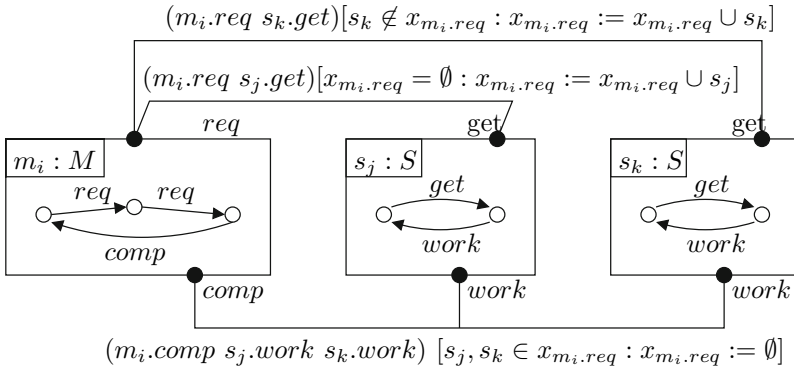 (m_i.req s_k.get)[s_k ∉ x_{m_i.req} : x_{m_i.req} := x_{m_i.req} ∪ s_k]
(m_i.req s_j.get)[x_{m_i.req} = ∅ : x_{m_i.req} := x_{m_i.req} ∪ s_j]
req get get
m_i : M s_j : S s_k : S
req req get get
comp work work
comp work work
(m_i.comp s_j.work s_k.work) [s_j, s_k ∈ x_{m_i.req} : x_{m_i.req} := ∅]